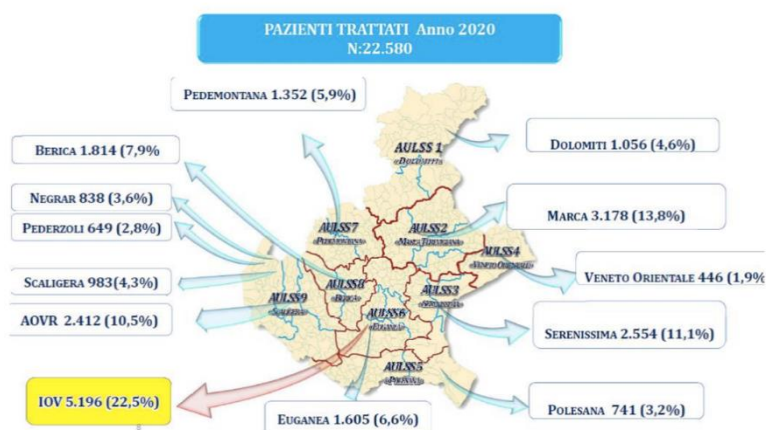 PAZIENTI TRATTATI Anno 2020
N:22.580
PEDEMONTANA 1.352 (5,9%)
BERICA 1.814 (7,9%
DOLOMITI 1.056 (4,6%)
AULSS 1
NEGRAR 838 (3,6%)
MARCA 3.178 (13,8%)
PEDERZOLI 649 (2,8%)
AULSS7
AULSS2
AULSS4
SCALIGERA 983(4,3%)
VENETO ORIENTALE 446 (1,9%
AULSS8
AULSS3
AULSS9
AOVR 2.412 (10,5%)
AULSS6
SERENISSIMA 2.554 (11,1%)
AULSS5
IOV 5.196 (22,5%)
EUGANEA 1.605 (6,6%)
POLESANA 741 (3,2%)